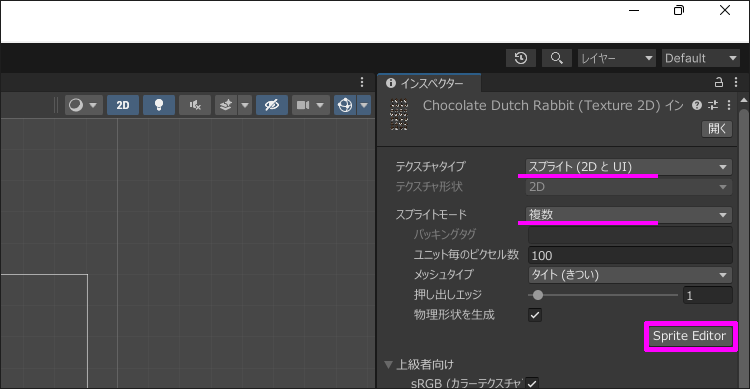 レイヤー
Default
2D
インスペクター
Chocolate Dutch Rabbit (Texture 2D) イン
開く
テクスチャタイプ
スプライト (2D と UI)
テクスチャ形状
2D
スプライトモード
複数
パッキングタグ
ユニット毎のピクセル数
100
メッシュタイプ
タイト (きつい)
押し出しエッジ
1
物理形状を生成
Sprite Editor
上級者向け
sRGB (カラーテクスチャ